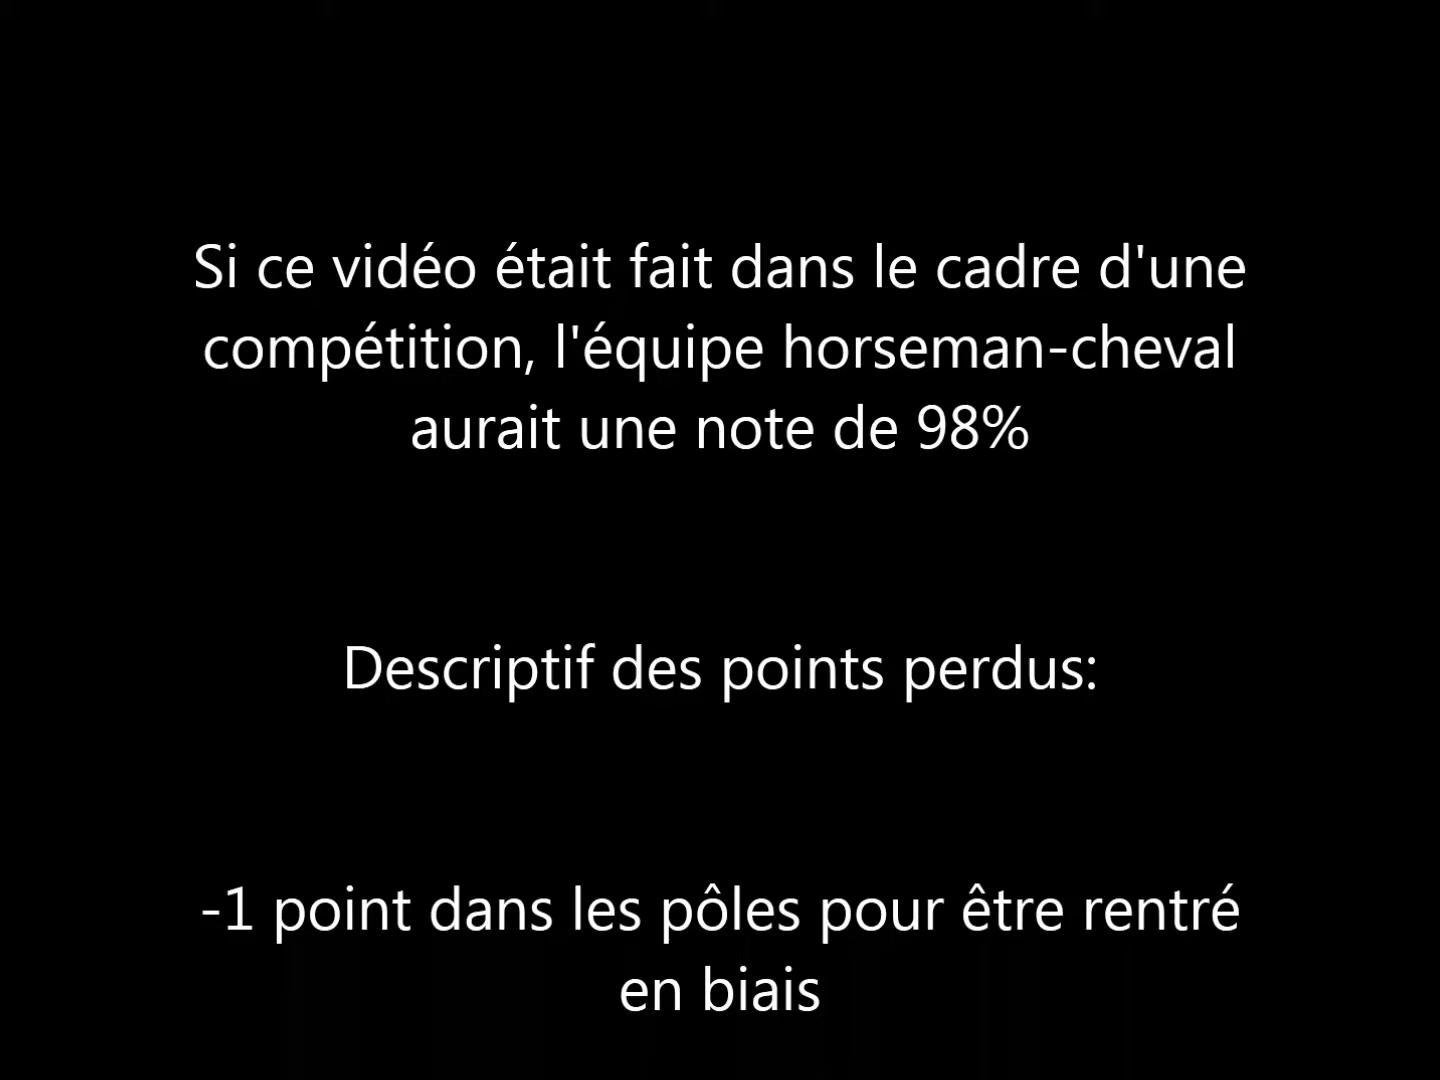 Si ce vidéo était fait dans le cadre d'une
compétition, l'équipe horseman-cheval
aurait une note de 98%
Descriptif des points perdus:
-1 point dans les pôles pour être rentré
en biais